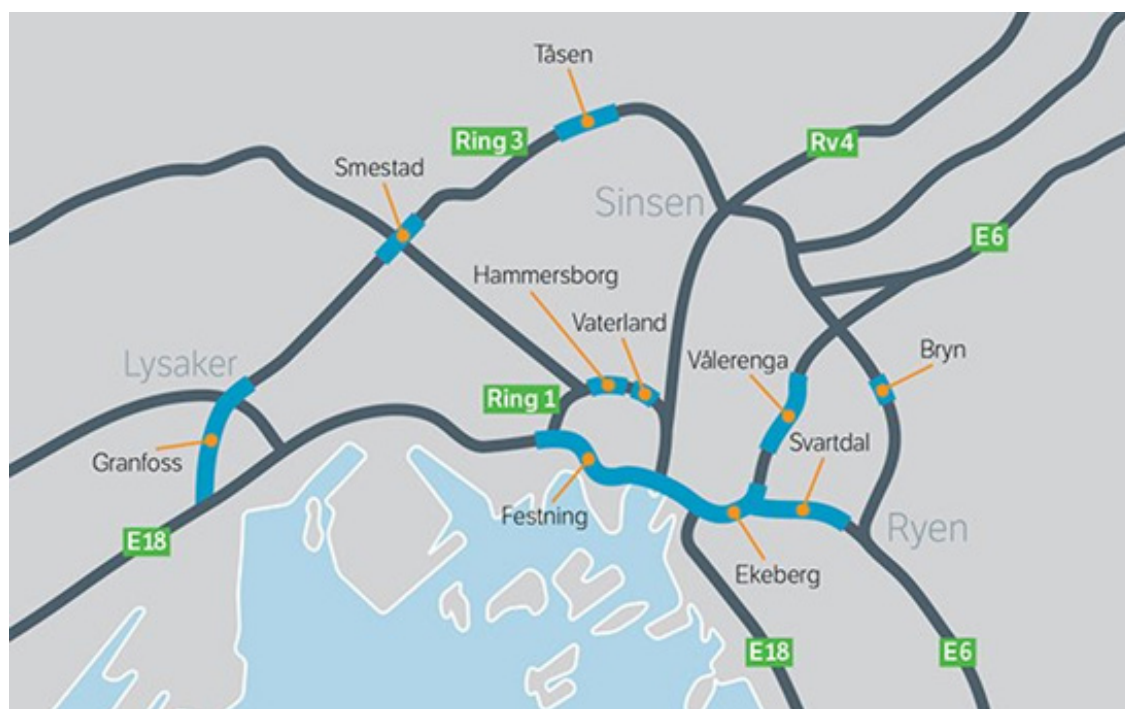 Tåsen
Ring 3
Rv4
Smestad
Sinsen
E6
Hammersborg
Vaterland
Lysaker
Vålerenga
Bryn
Ring 1
Granfoss
Svartdal
Festning
Ryen
E18
Ekeberg
E18
E6